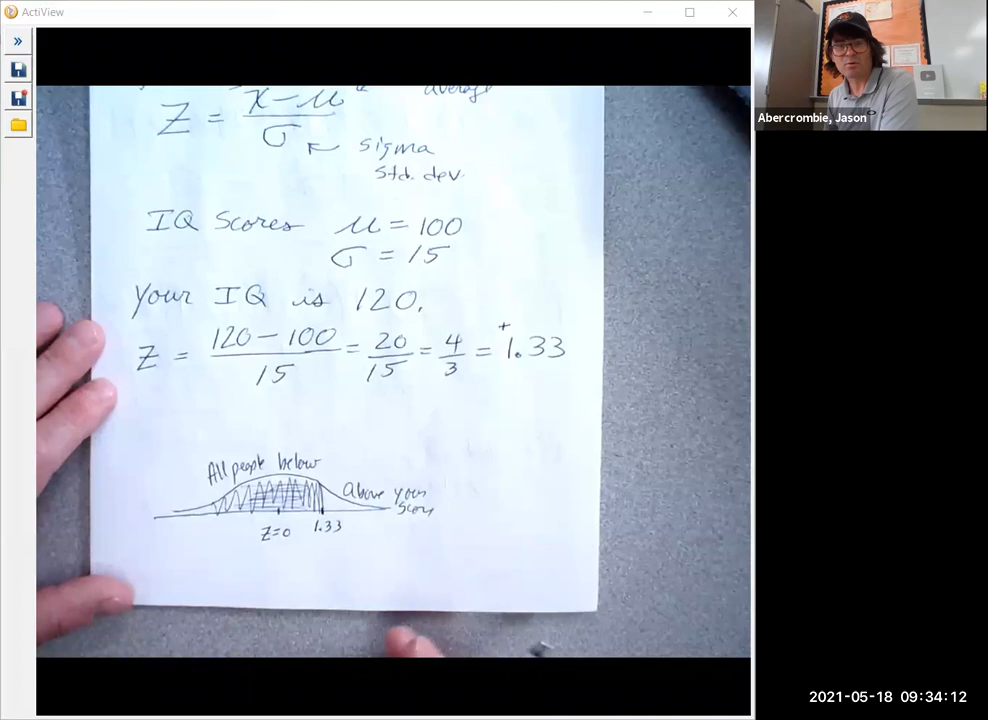 ActiView
x - μ
average
Z = 
σ
sigma
std. dev.
IQ Scores μ = 100
σ = 15
Your IQ is 120.
Z = 120 - 100 / 15 = 20 / 15 = 4 / 3 = +1.33
All people below
Above your
score
Z=0 1.33
Abercrombie, Jason
2021-05-18 09:34:12